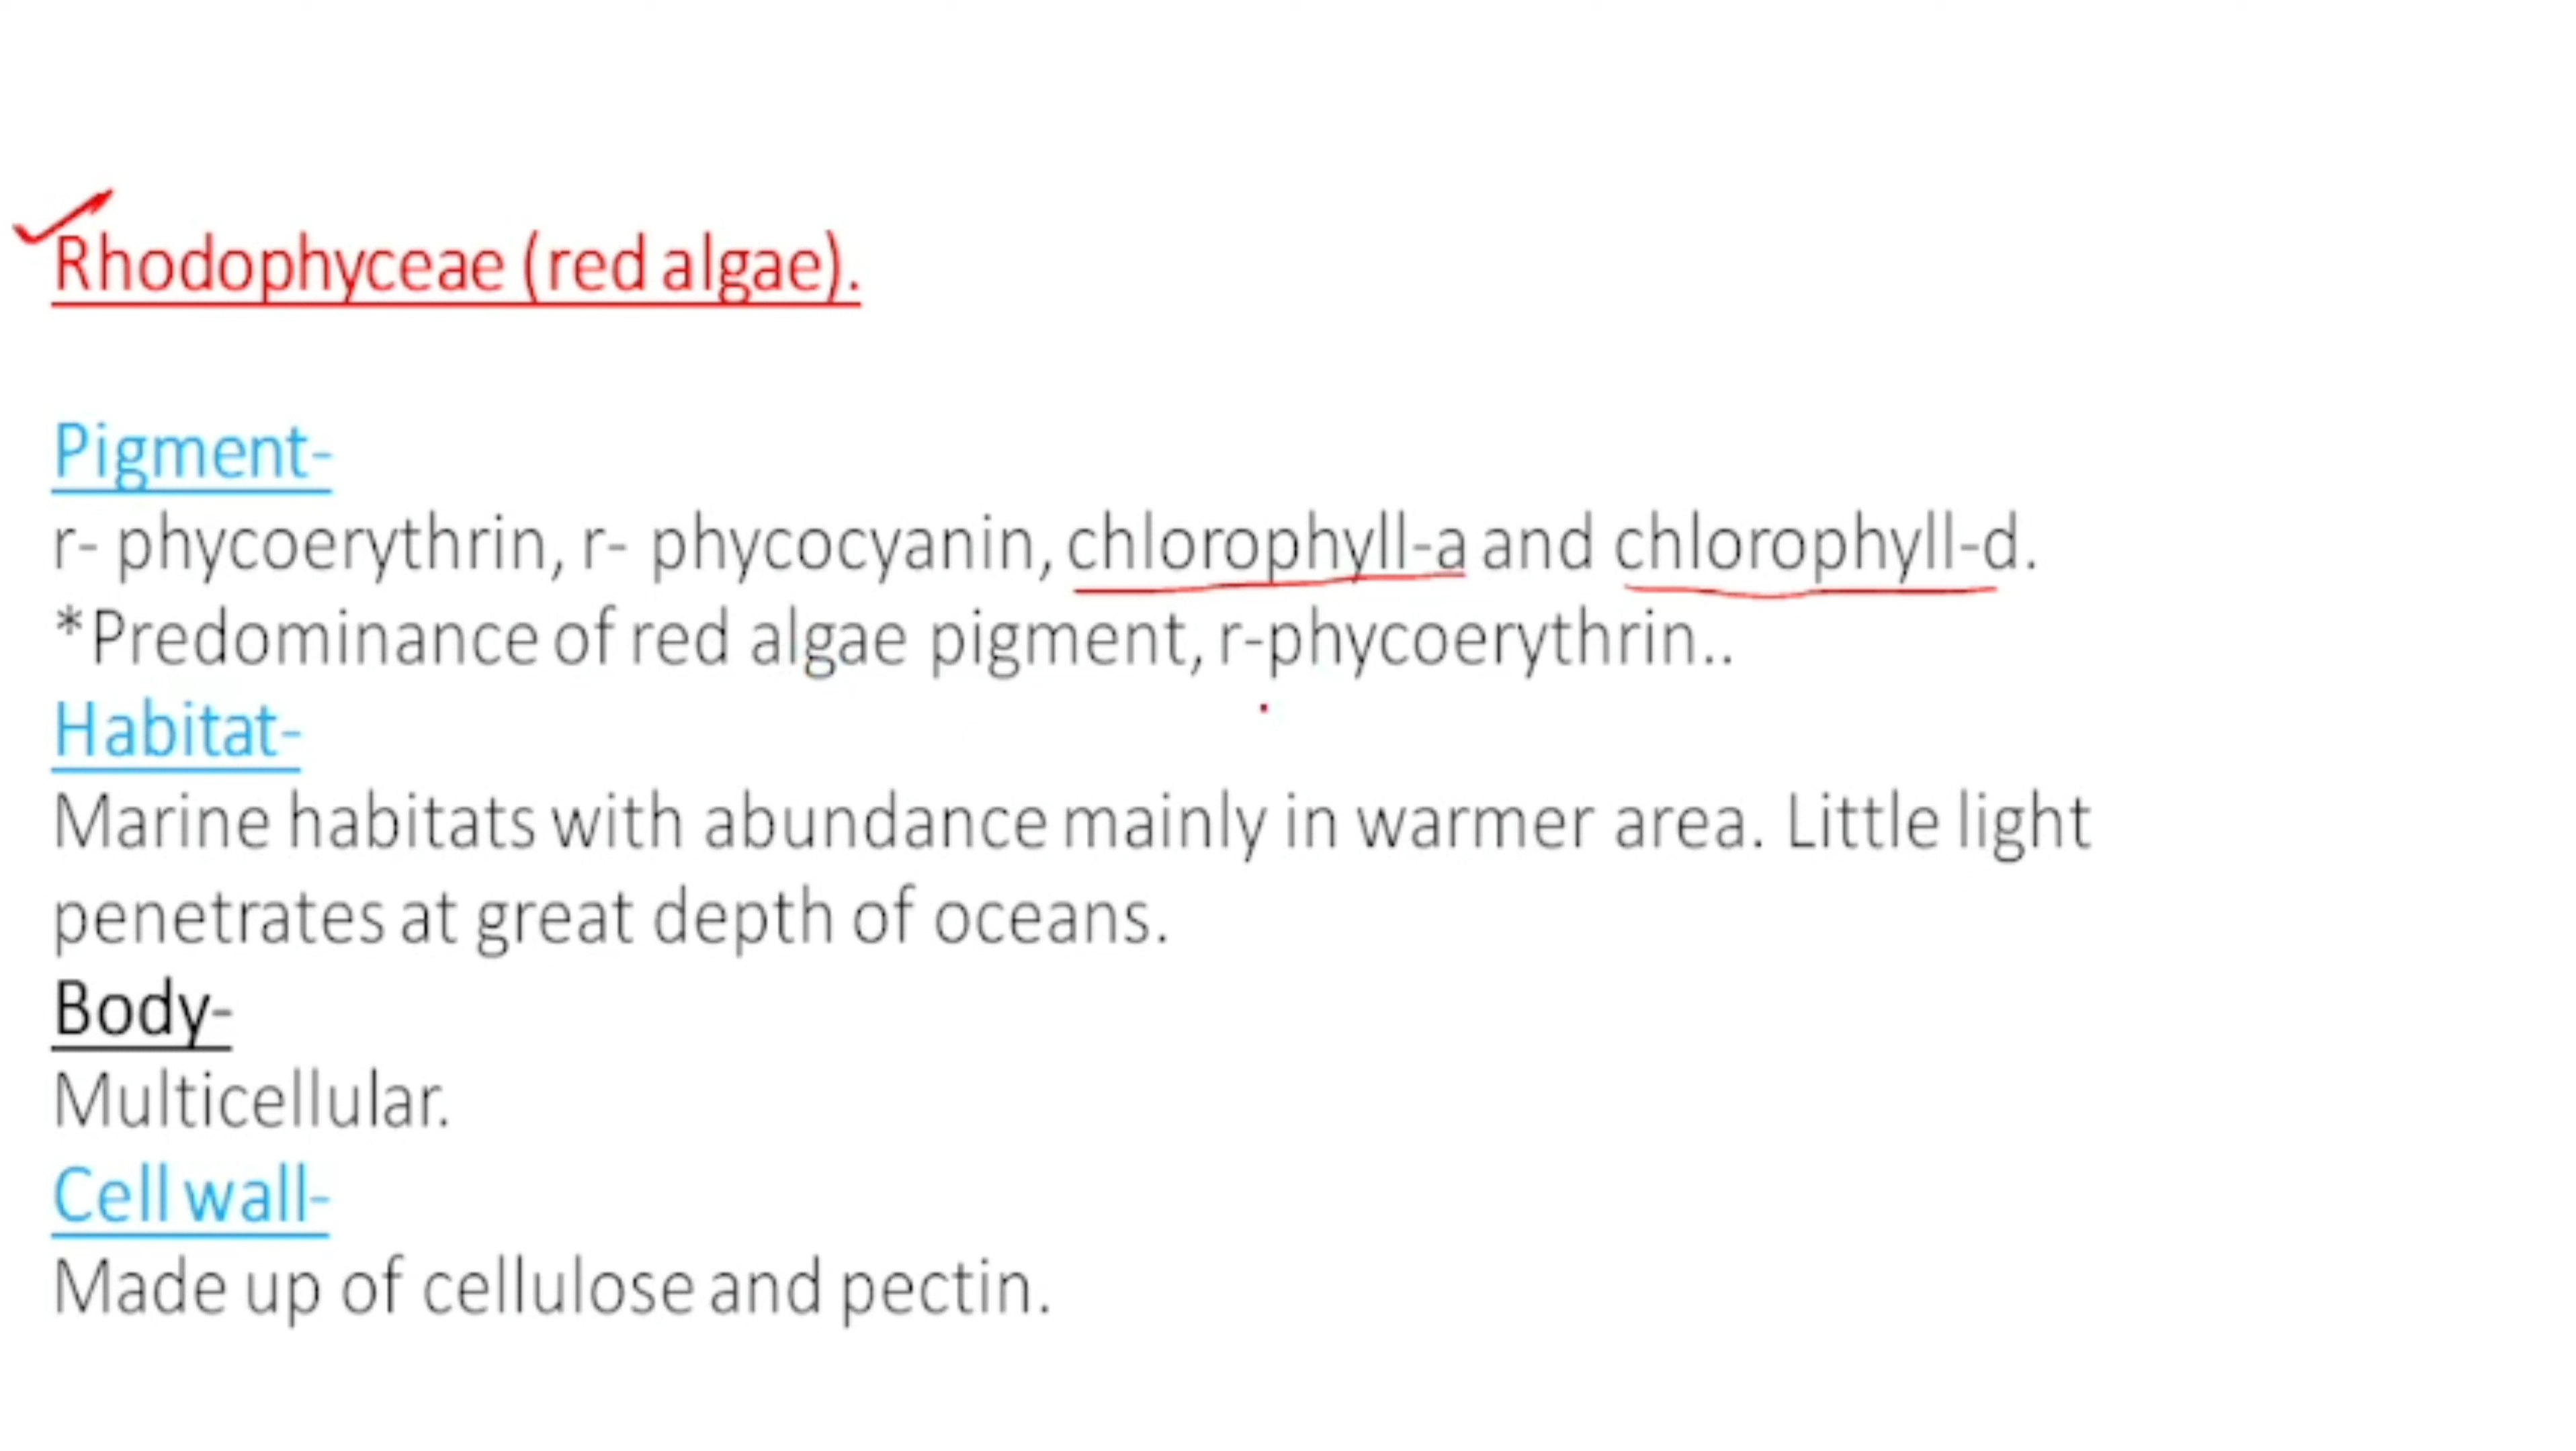 Rhodophyceae (red algae).
Pigment-
r- phycoerythrin, r- phycocyanin, chlorophyll-a and chlorophyll-d.
*Predominance of red algae pigment, r-phycoerythrin..
Habitat-
Marine habitats with abundance mainly in warmer area. Little light
penetrates at great depth of oceans.
Body-
Multicellular.
Cell wall-
Made up of cellulose and pectin.